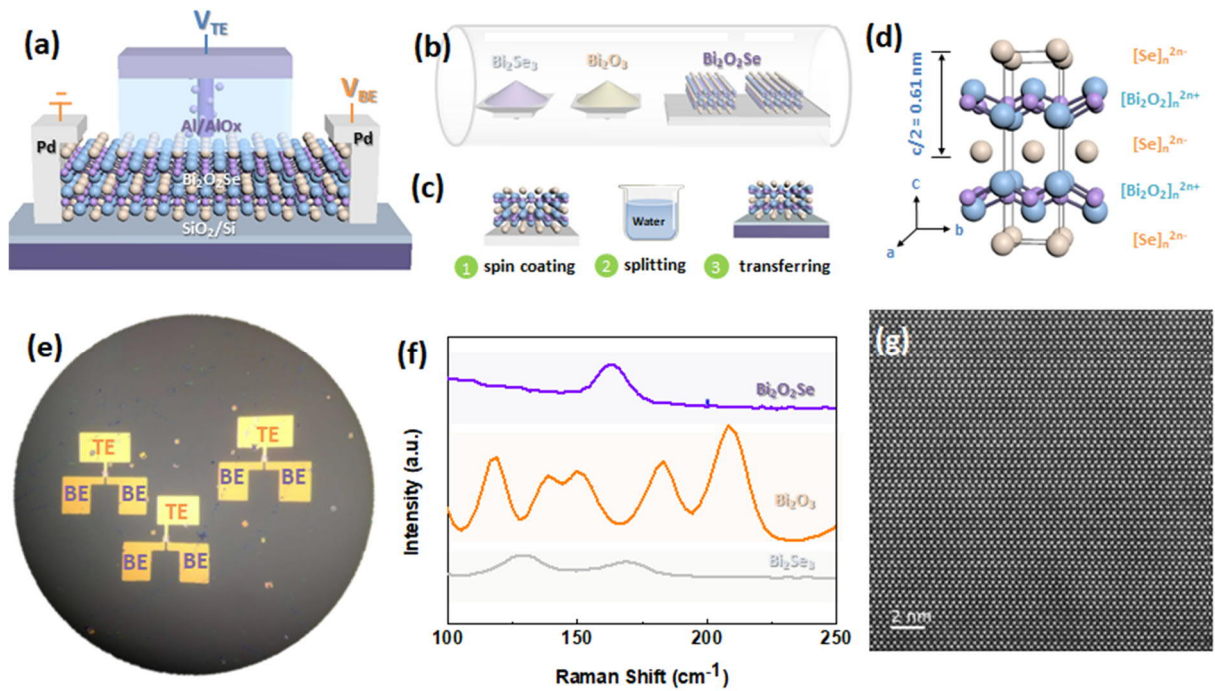 (a)
V_TE
V_BE
Al/AlOx
Pd
Pd
Bi₂O₂Se
SiO₂/Si
(b)
Bi₂Se₃
Bi₂O₃
Bi₂O₂Se
(c)
Water
1 spin coating
2 splitting
3 transferring
(d)
c/2 = 0.61 nm
[Se]ₙ²ⁿ⁻
[Bi₂O₂]ₙ²ⁿ⁺
[Se]ₙ²ⁿ⁻
[Bi₂O₂]ₙ²ⁿ⁺
[Se]ₙ²ⁿ⁻
c
b
a
(e)
TE
BE BE
TE
BE BE
TE
BE BE
(f)
Intensity (a.u.)
Bi₂O₂Se
Bi₂O₃
Bi₂Se₃
100 150 200 250
Raman Shift (cm⁻¹)
(g)
2 nm